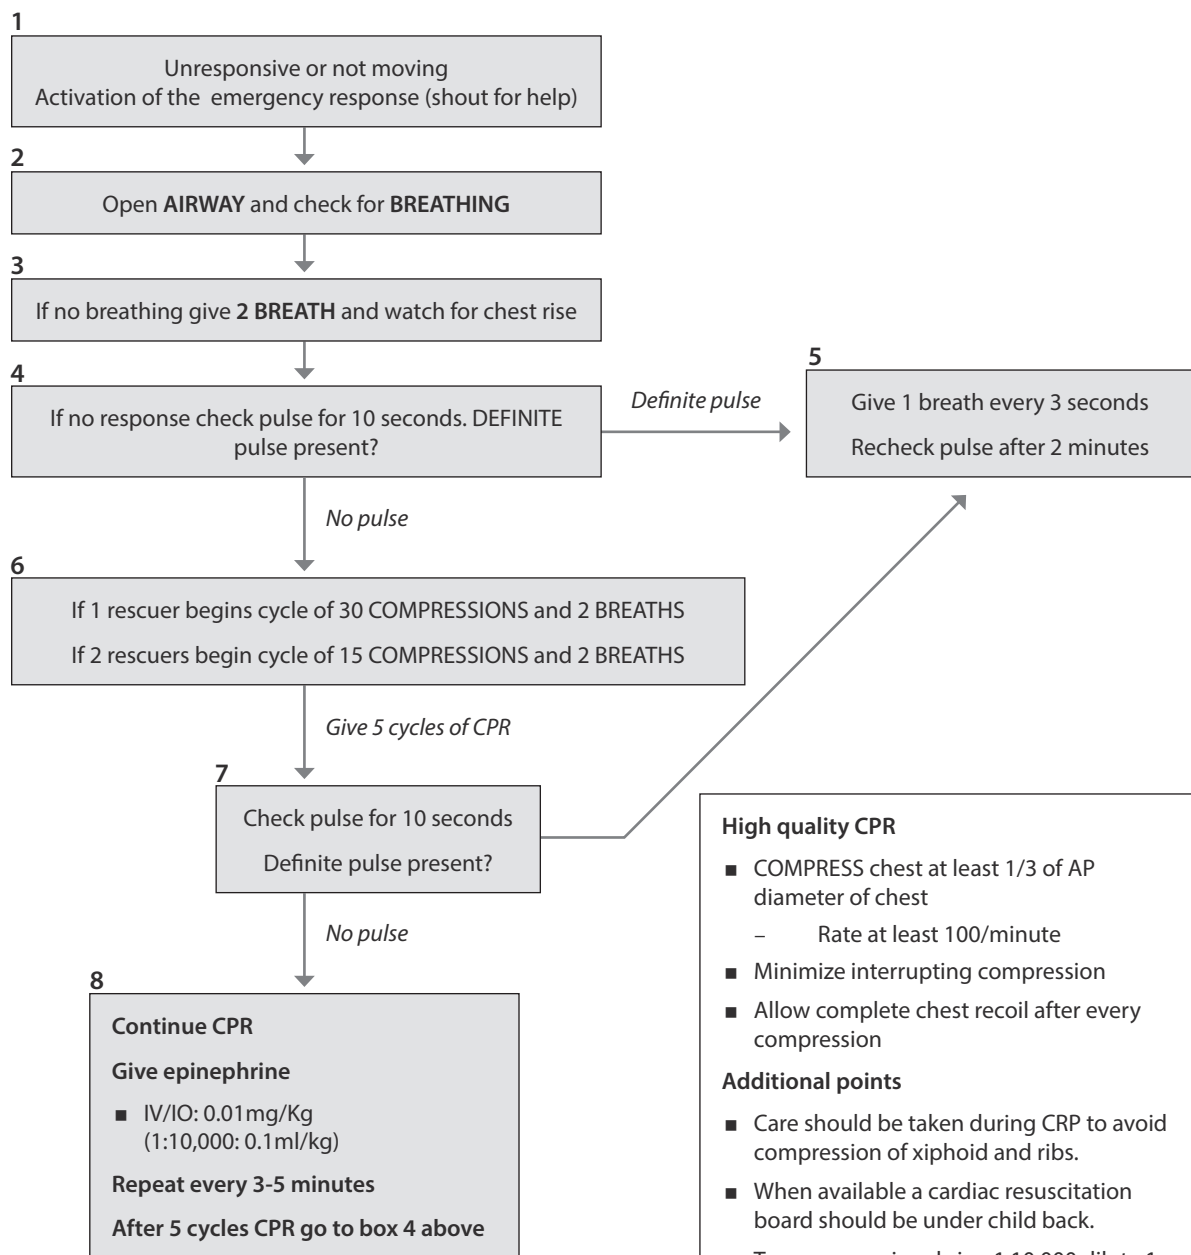 1
Unresponsive or not moving
Activation of the emergency response (shout for help)
2
Open AIRWAY and check for BREATHING
3
If no breathing give 2 BREATH and watch for chest rise
4
If no response check pulse for 10 seconds. DEFINITE
pulse present?
Definite pulse
5
Give 1 breath every 3 seconds
Recheck pulse after 2 minutes
No pulse
6
If 1 rescuer begins cycle of 30 COMPRESSIONS and 2 BREATHS
If 2 rescuers begin cycle of 15 COMPRESSIONS and 2 BREATHS
Give 5 cycles of CPR
7
Check pulse for 10 seconds
Definite pulse present?
No pulse
8
Continue CPR
Give epinephrine
■ IV/IO: 0.01mg/Kg
(1:10,000: 0.1ml/kg)
Repeat every 3-5 minutes
After 5 cycles CPR go to box 4 above
High quality CPR
■ COMPRESS chest at least 1/3 of AP
diameter of chest
– Rate at least 100/minute
■ Minimize interrupting compression
■ Allow complete chest recoil after every
compression
Additional points
■ Care should be taken during CRP to avoid
compression of xiphoid and ribs.
■ When available a cardiac resuscitation
board should be under child back.